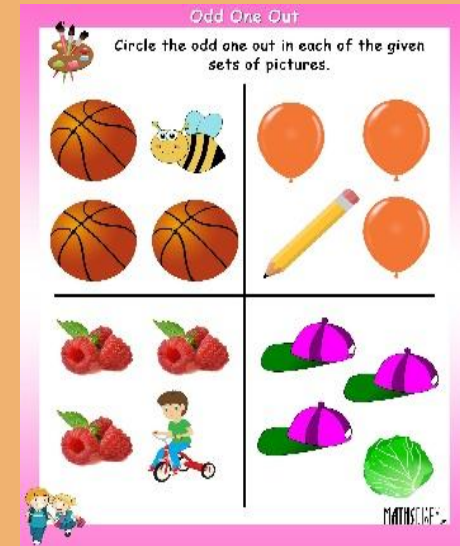 Odd One Out
Circle the odd one out in each of the given
sets of pictures.